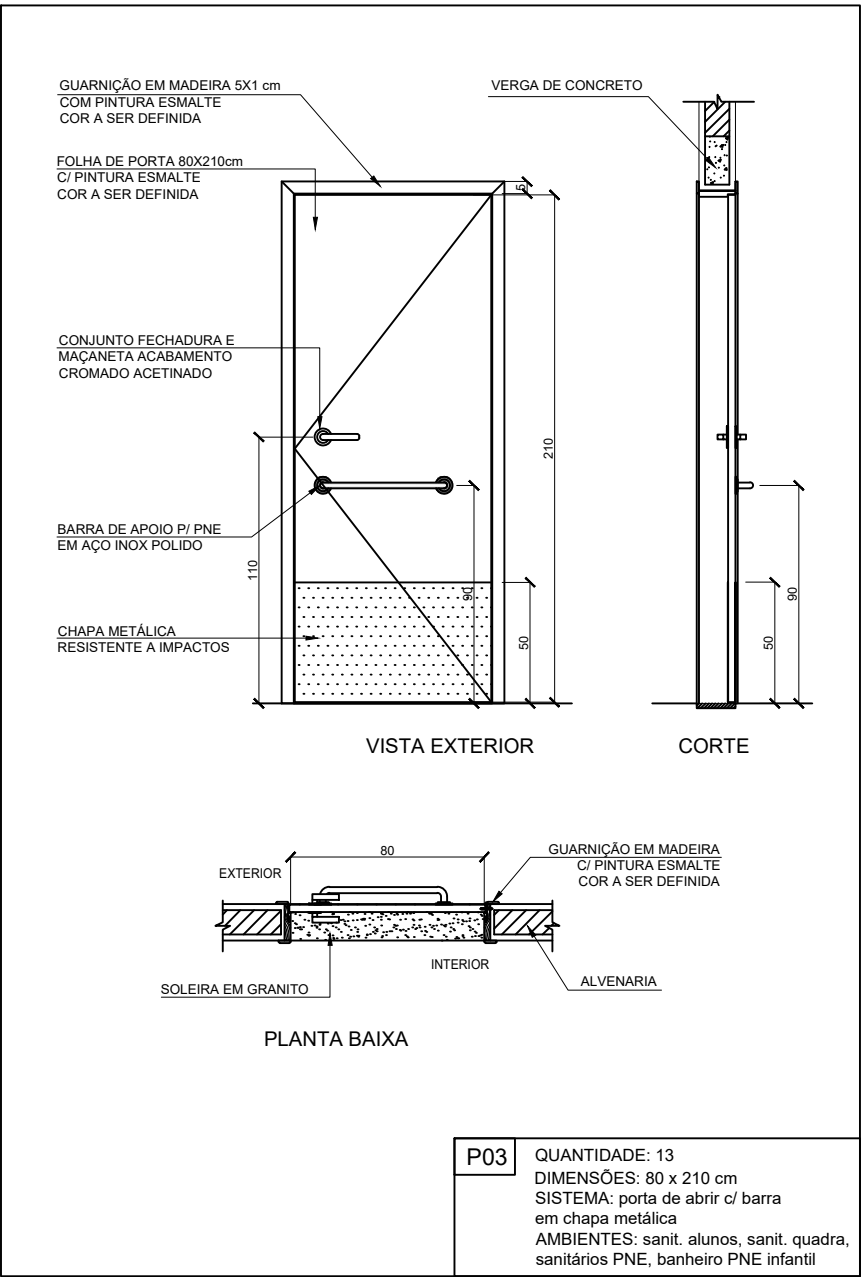 GUARNIÇÃO EM MADEIRA 5X1 cm
COM PINTURA ESMALTE
COR A SER DEFINIDA
VERGA DE CONCRETO
FOLHA DE PORTA 80X210cm
C/ PINTURA ESMALTE
COR A SER DEFINIDA
5
CONJUNTO FECHADURA E
MAÇANETA ACABAMENTO
CROMADO ACETINADO
210
BARRA DE APOIO P/ PNE
EM AÇO INOX POLIDO
110
90
90
CHAPA METÁLICA
RESISTENTE A IMPACTOS
50
50
VISTA EXTERIOR
CORTE
80
EXTERIOR
GUARNIÇÃO EM MADEIRA
C/ PINTURA ESMALTE
COR A SER DEFINIDA
INTERIOR
SOLEIRA EM GRANITO
ALVENARIA
PLANTA BAIXA
P03
QUANTIDADE: 13
DIMENSÕES: 80 x 210 cm
SISTEMA: porta de abrir c/ barra
em chapa metálica
AMBIENTES: sanit. alunos, sanit. quadra,
sanitários PNE, banheiro PNE infantil